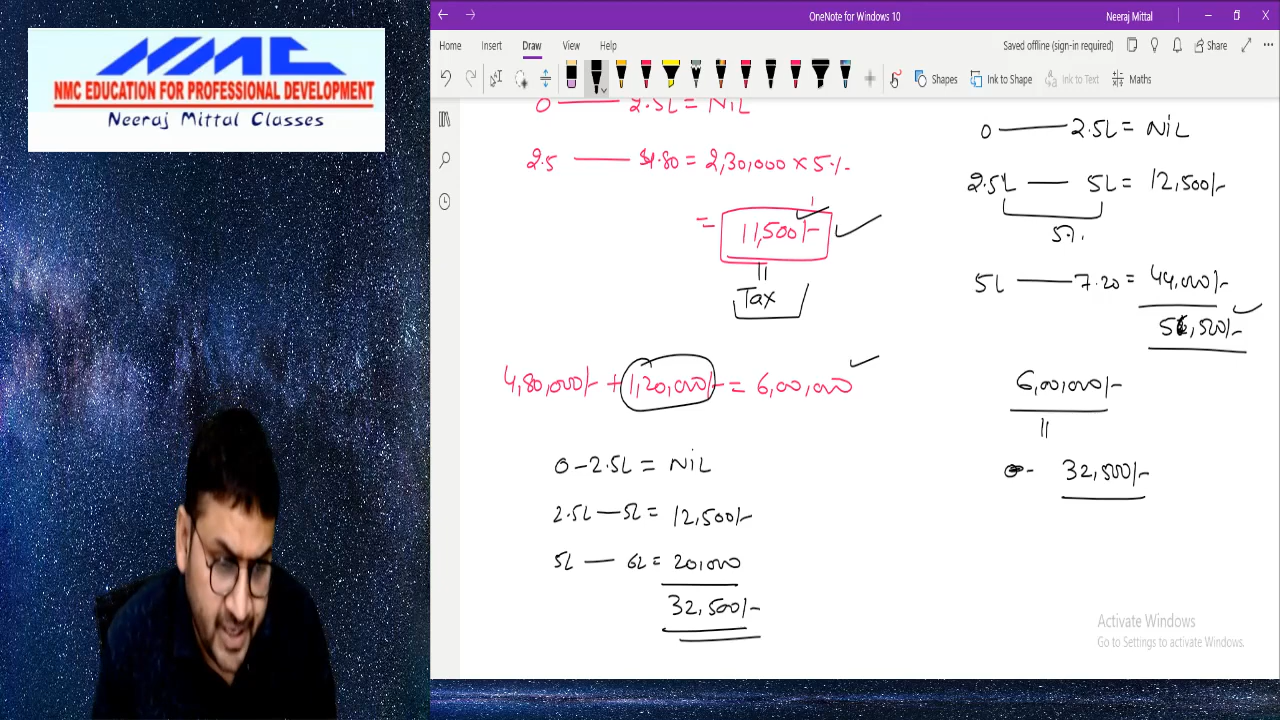 NMC
NMC EDUCATION FOR PROFESSIONAL DEVELOPMENT
Neeraj Mittal Classes
OneNote for Windows 10
Neeraj Mittal
Home Insert Draw View Help
Saved offline (sign-in required)
Share
Shapes
Ink to Shape
Ink to Text
Maths
0 — 2.5L = NiL
2.5 — 4.80 = 2,30,000 × 5%
= 11,500/-
||
Tax
4,80,000/- + 1,20,000/- = 6,00,000
0 - 2.5L = NiL
2.5L — 5L = 12,500/-
5L — 6L = 20,000
32,500/-
0 — 2.5L = NiL
2.5L — 5L = 12,500/-
5%
5L — 7.20 = 44,000/-
6,00,000/-
||
32,500/-
Activate Windows
Go to Settings to activate Windows.